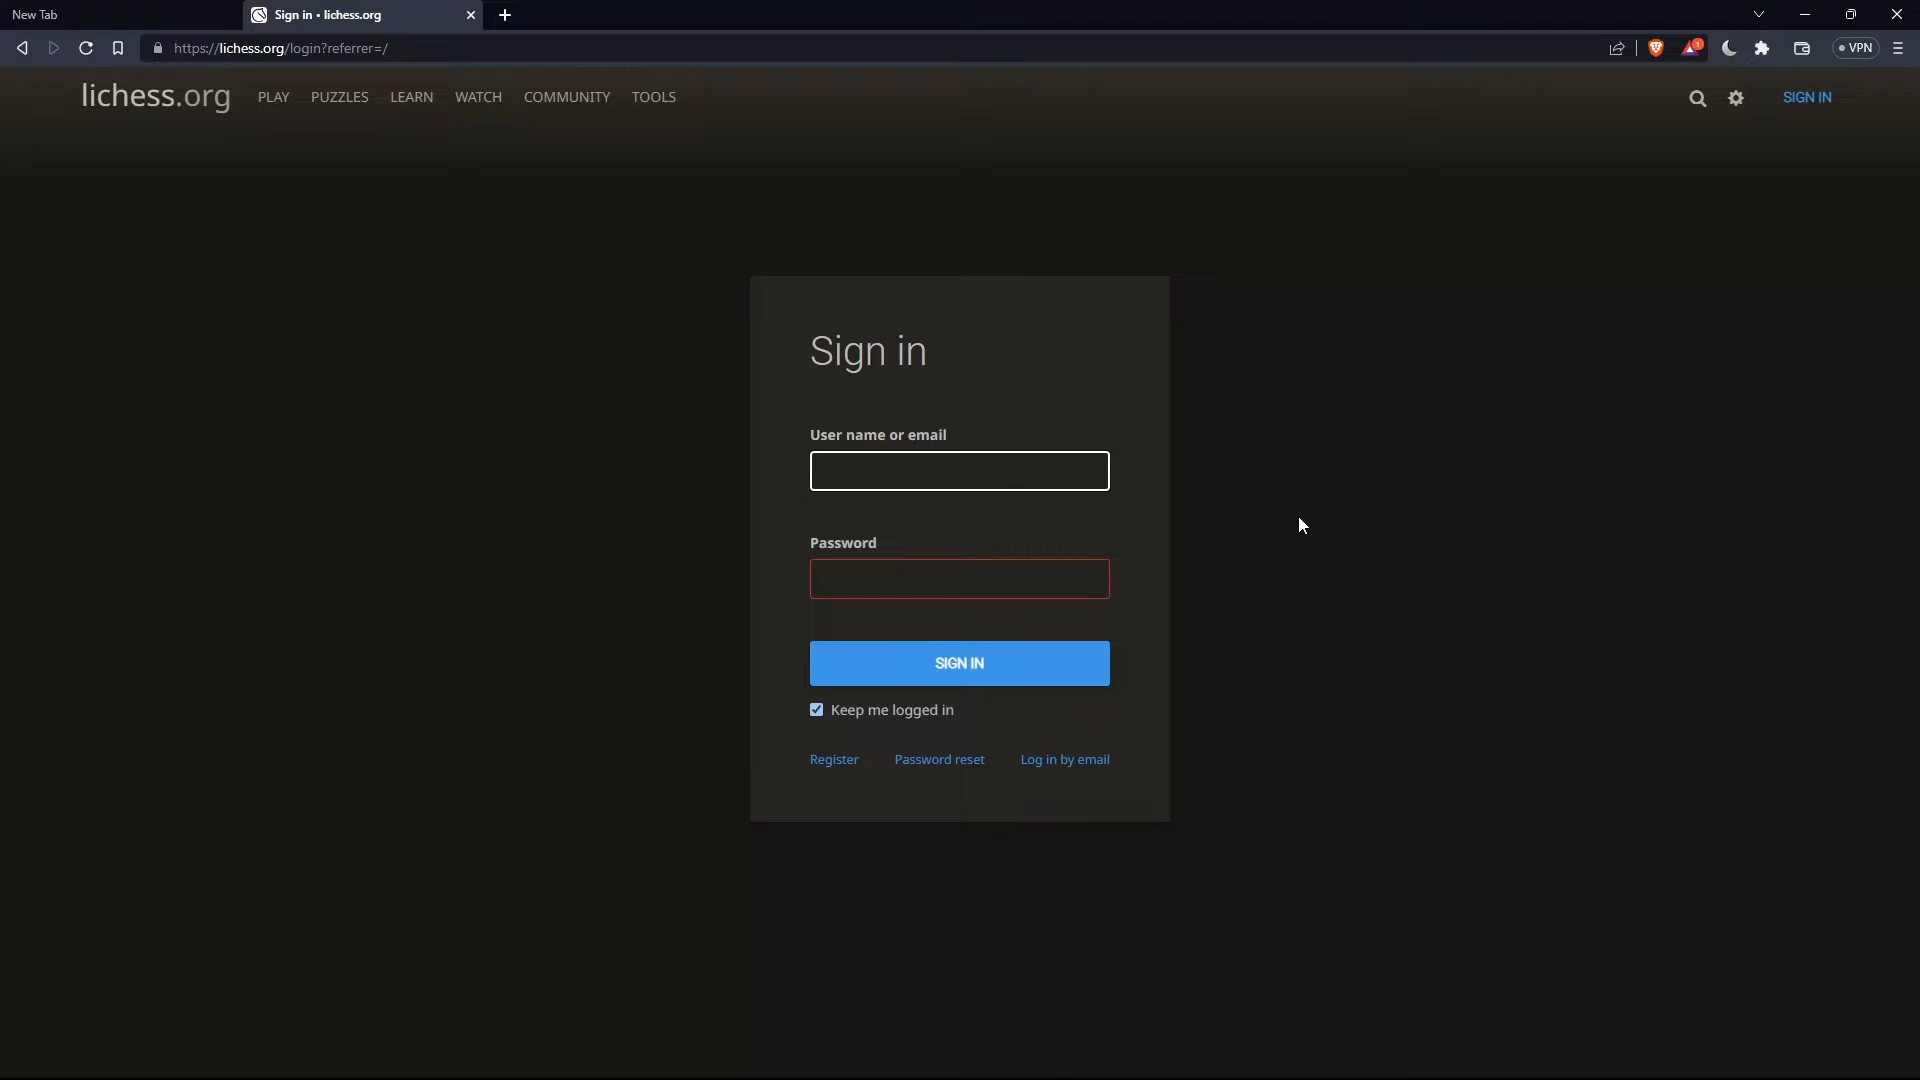 New Tab
Sign in • lichess.org
https://lichess.org/login?referrer=/
1
VPN
lichess.org
PLAY
PUZZLES
LEARN
WATCH
COMMUNITY
TOOLS
SIGN IN
Sign in
User name or email
Password
SIGN IN
Keep me logged in
Register
Password reset
Log in by email